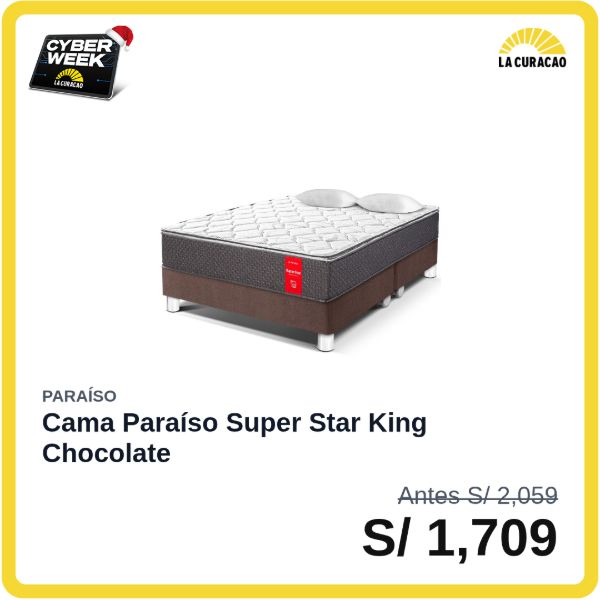 CYBER
WEEK
LA CURACAO
LA CURACAO
PARAÍSO
Cama Paraíso Super Star King
Chocolate
Antes S/ 2,059
S/ 1,709